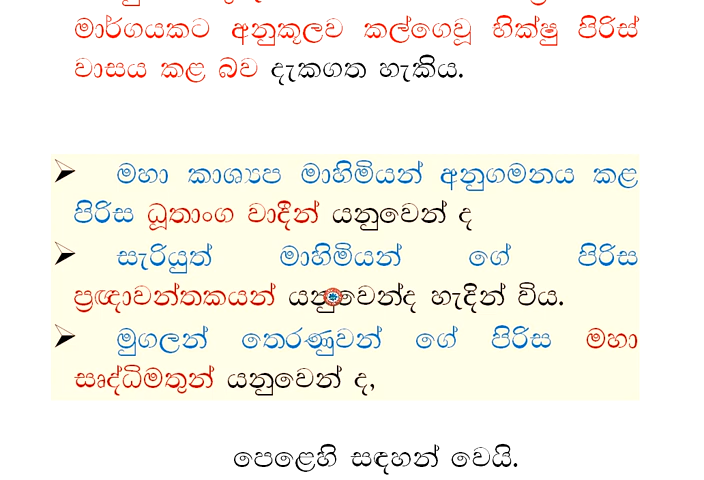 මාර්ගයකට අනුකූලව කල්ගෙවූ භික්ෂු පිරිස්
වාසය කළ බව දැකගත හැකිය.
➢ මහා කාශ්‍යප මාහිමියන් අනුගමනය කළ
පිරිස ධූතාංග වාදීන් යනුවෙන් ද
➢ සැරියුත් මාහිමියන් ගේ පිරිස
ප්‍රඥාවන්තකයන් යනුවෙන්ද හැදින් විය.
➢ මුගලන් තෙරණුවන් ගේ පිරිස මහා
සෘද්ධිමතුන් යනුවෙන් ද,
පෙළෙහි සඳහන් වෙයි.